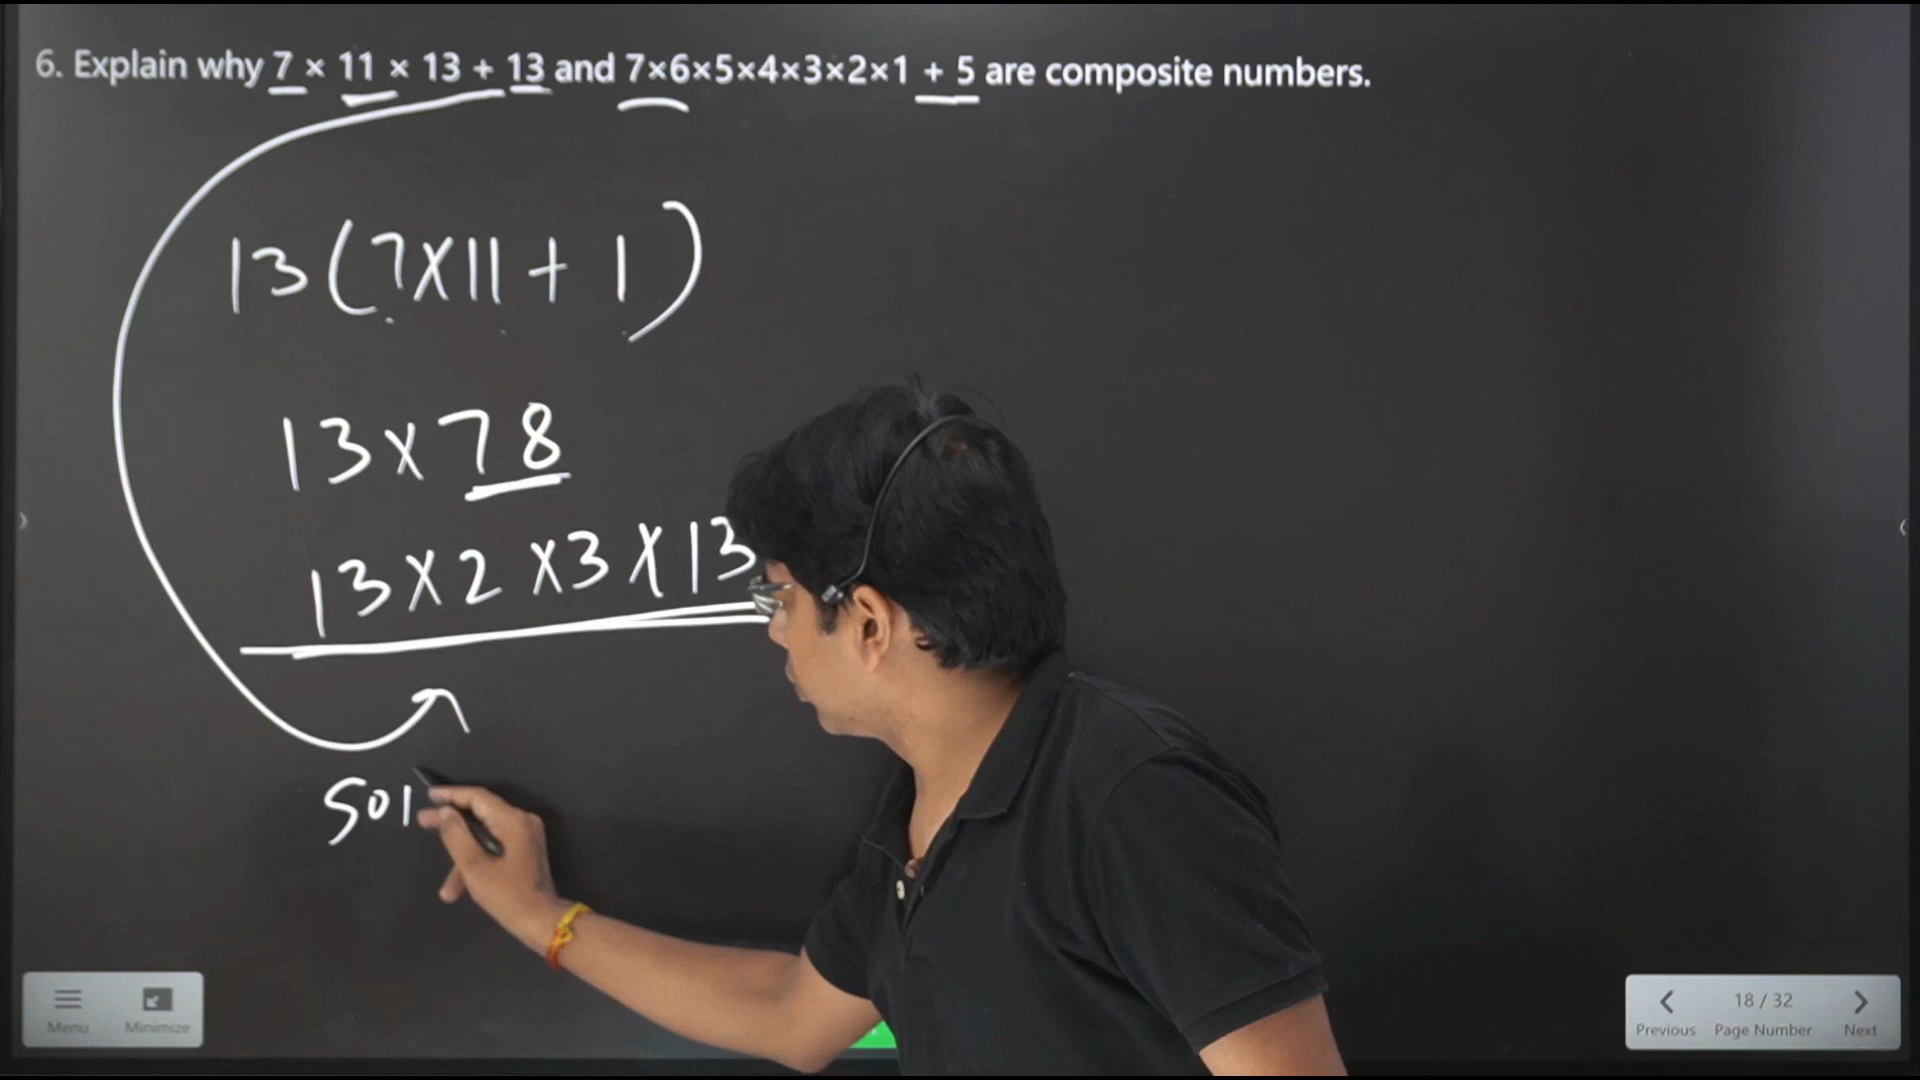 6. Explain why 7 × 11 × 13 + 13 and 7×6×5×4×3×2×1 + 5 are composite numbers.
13(7×11+1)
13×78
13×2×3×13
Sol
Menu
Minimize
18 / 32
Previous
Page Number
Next